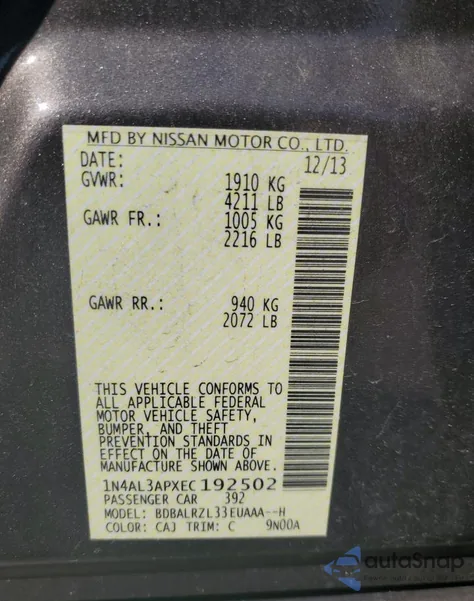 MFD BY NISSAN MOTOR CO., LTD.
DATE: 12/13
GVWR: 1910 KG
4211 LB
GAWR FR.: 1005 KG
2216 LB
GAWR RR.: 940 KG
2072 LB
THIS VEHICLE CONFORMS TO
ALL APPLICABLE FEDERAL
MOTOR VEHICLE SAFETY,
BUMPER, AND THEFT
PREVENTION STANDARDS IN
EFFECT ON THE DATE OF
MANUFACTURE SHOWN ABOVE.
1N4AL3APXEC192502
PASSENGER CAR 392
MODEL: BDBALRZL33EUAAA--H
COLOR: CAJ TRIM: C 9N00A
autoSnap